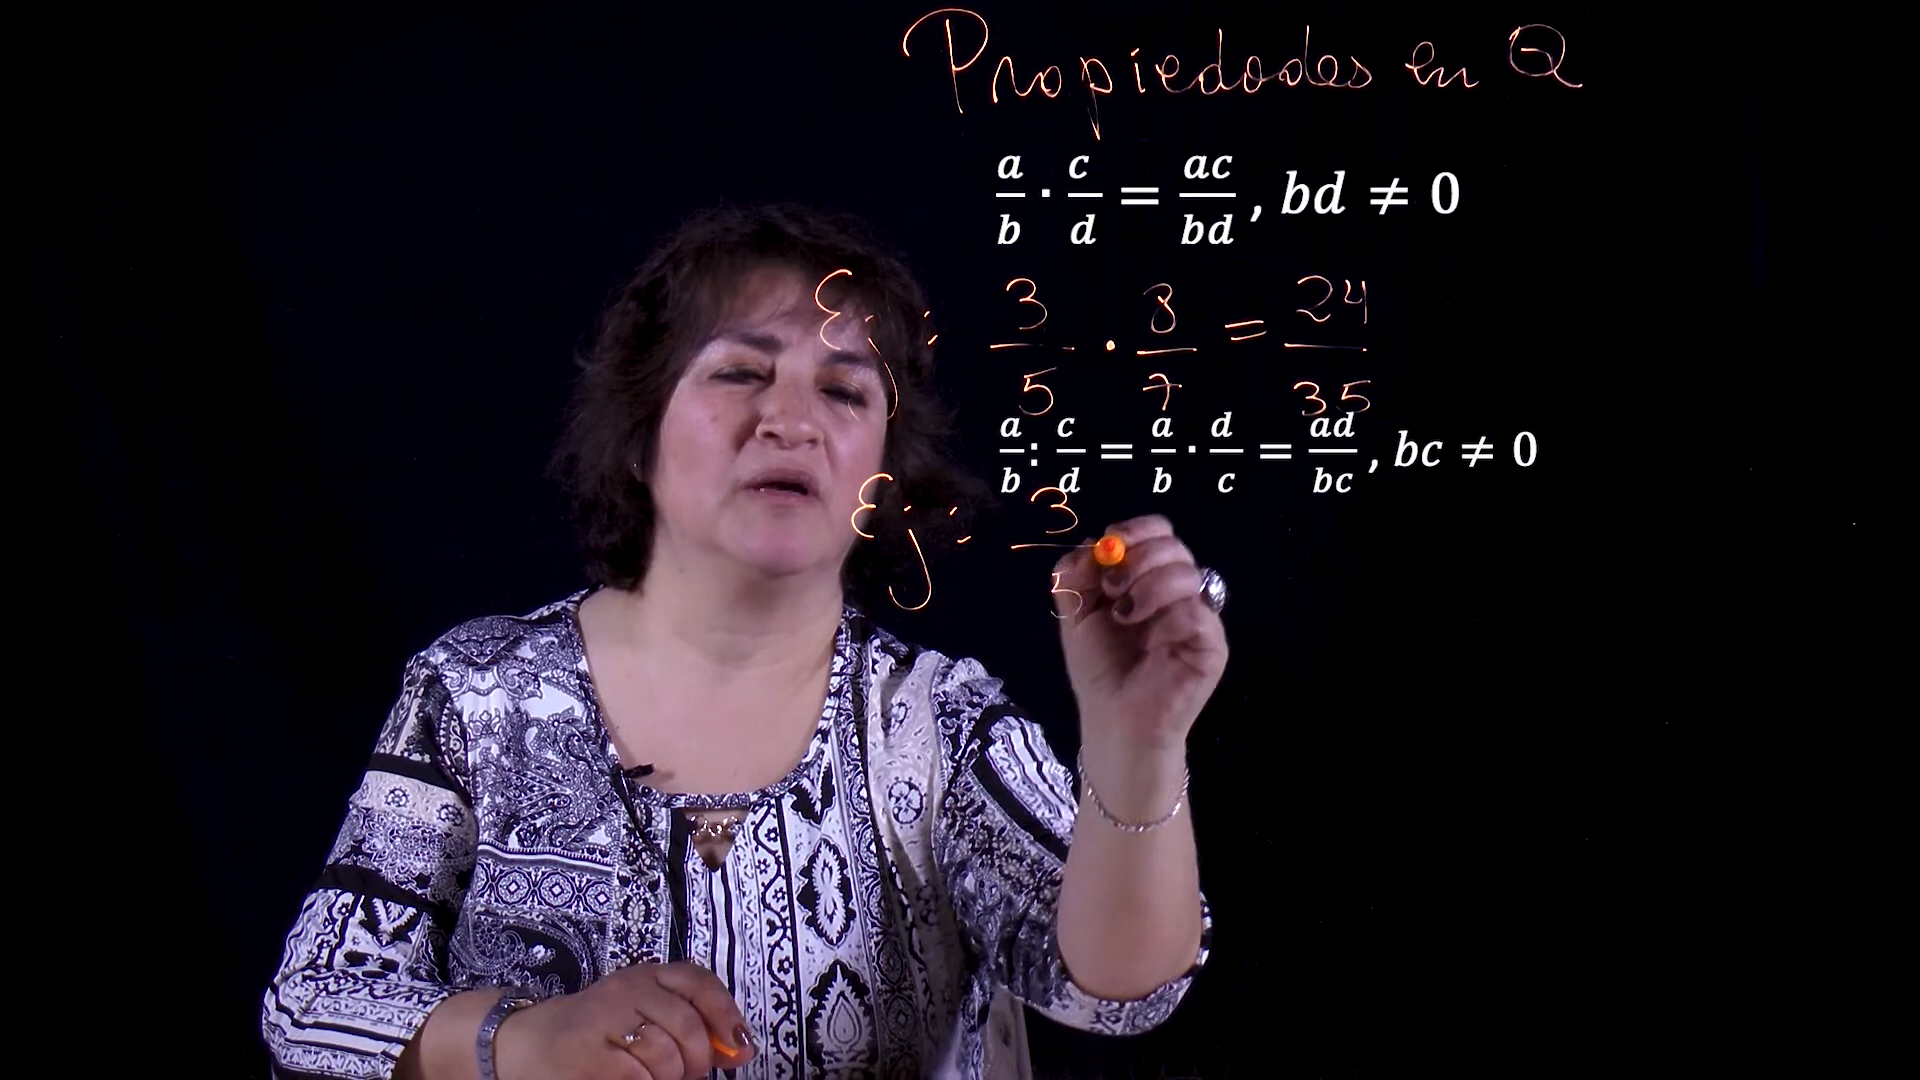 Propiedades en Q
a/b · c/d = ac/bd, bd ≠ 0
Ej: 3/5 · 8/7 = 24/35
a/b : c/d = a/b · d/c = ad/bc, bc ≠ 0
Ej: 3/5